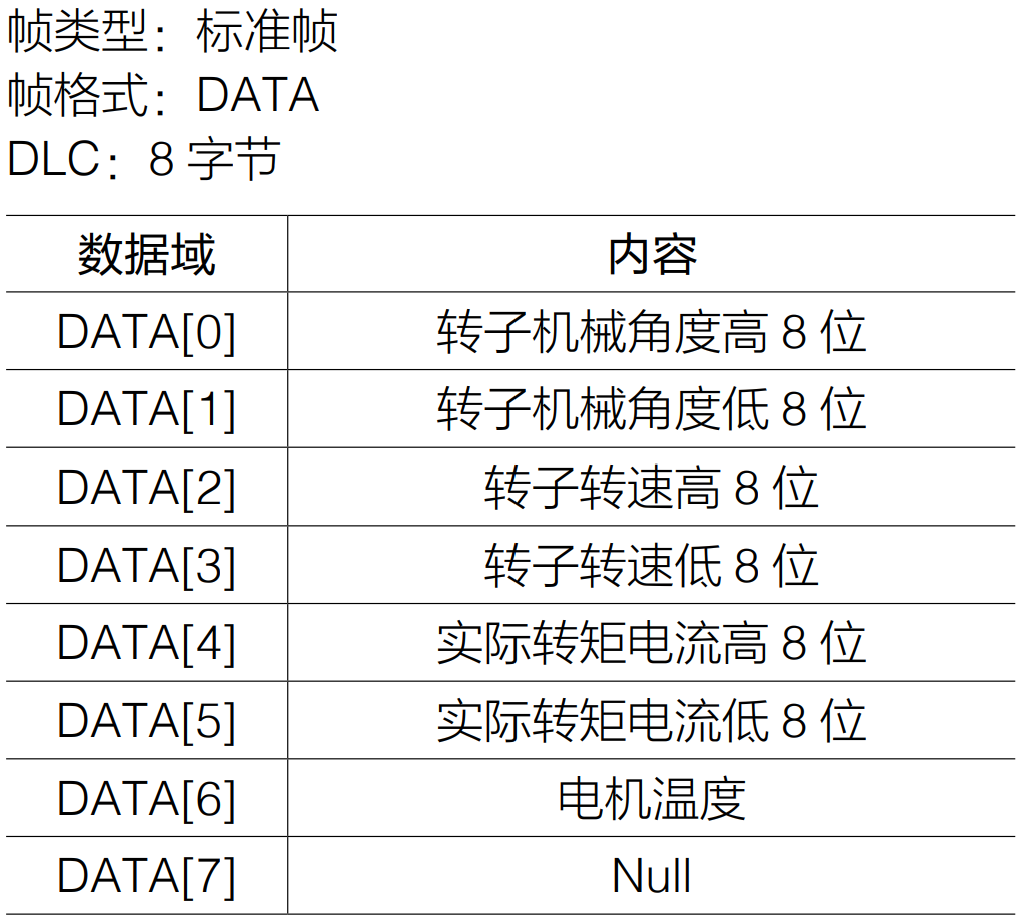 帧类型：标准帧
帧格式：DATA
DLC：8 字节
数据域 内容
DATA[0] 转子机械角度高 8 位
DATA[1] 转子机械角度低 8 位
DATA[2] 转子转速高 8 位
DATA[3] 转子转速低 8 位
DATA[4] 实际转矩电流高 8 位
DATA[5] 实际转矩电流低 8 位
DATA[6] 电机温度
DATA[7] Null